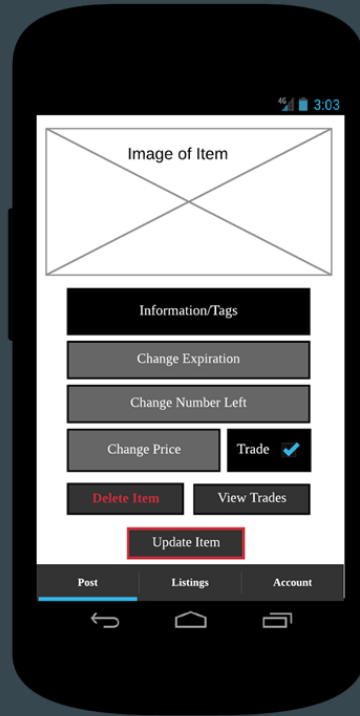 4G 3:03
Image of Item
Information/Tags
Change Expiration
Change Number Left
Change Price Trade
Delete Item View Trades
Update Item
Post Listings Account